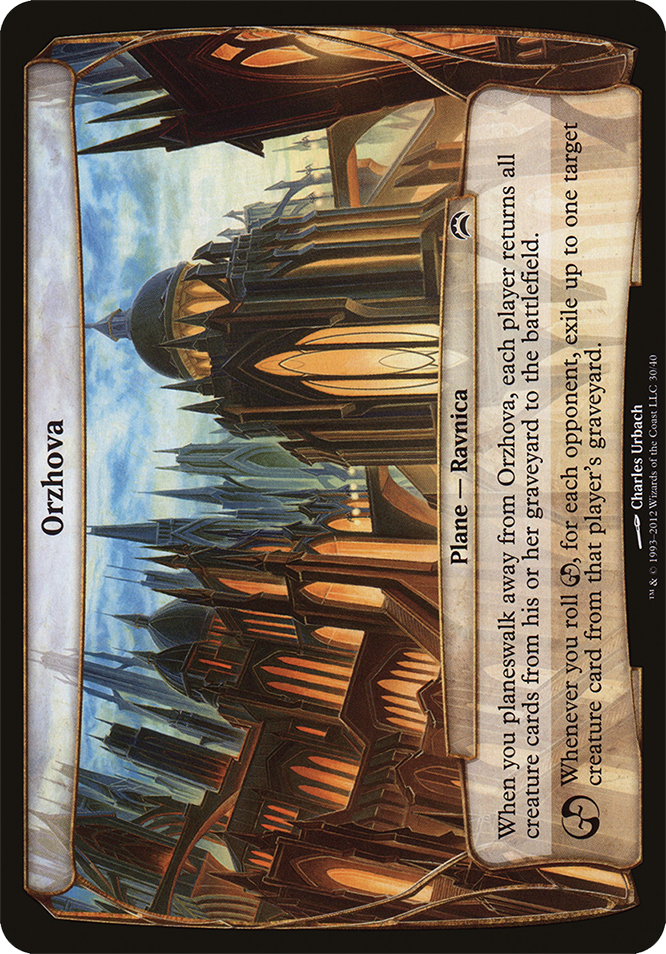 Orzhova
Plane — Ravnica
When you planeswalk away from Orzhova, each player returns all
creature cards from his or her graveyard to the battlefield.
Whenever you roll , for each opponent, exile up to one target
creature card from that player's graveyard.
Charles Urbach
™ & © 1993–2012 Wizards of the Coast LLC 30/40